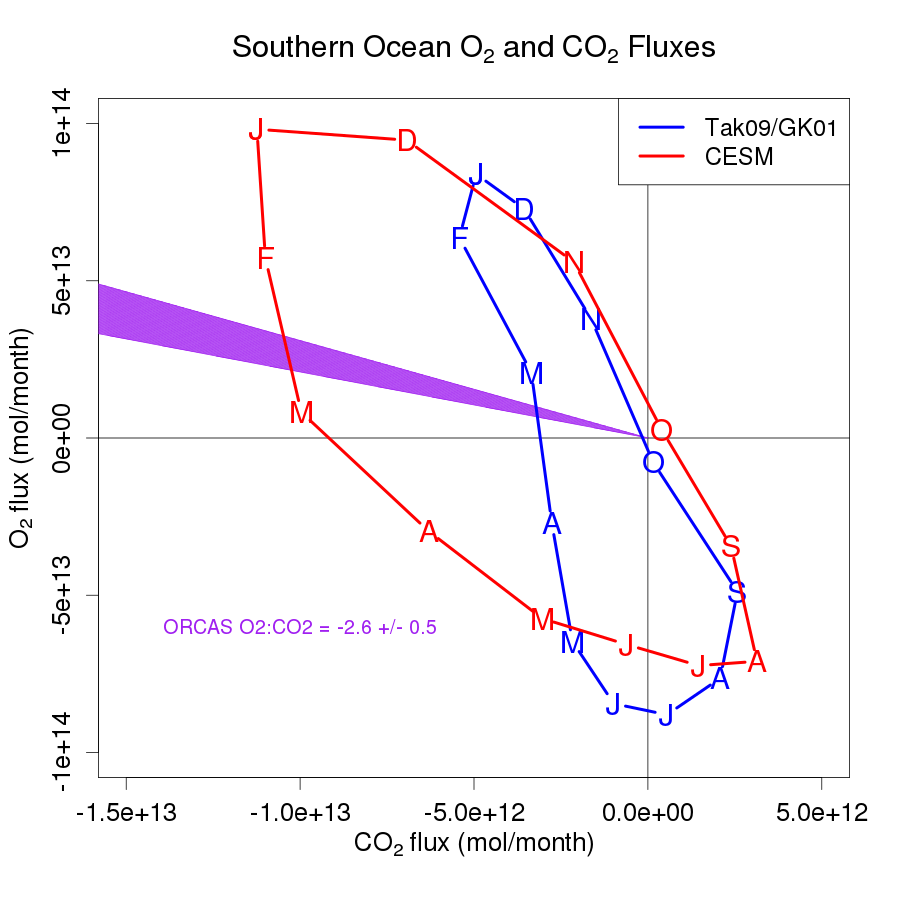 Southern Ocean O₂ and CO₂ Fluxes
Tak09/GK01
CESM
1e+14
5e+13
0e+00
-5e+13
-1e+14
O₂ flux (mol/month)
J D
J
D
F
N
F
N
M
M
O
O
A
A
S
S
M
M
J
J
A
A
J
J
ORCAS O2:CO2 = -2.6 +/- 0.5
-1.5e+13 -1.0e+13 -5.0e+12 0.0e+00 5.0e+12
CO₂ flux (mol/month)